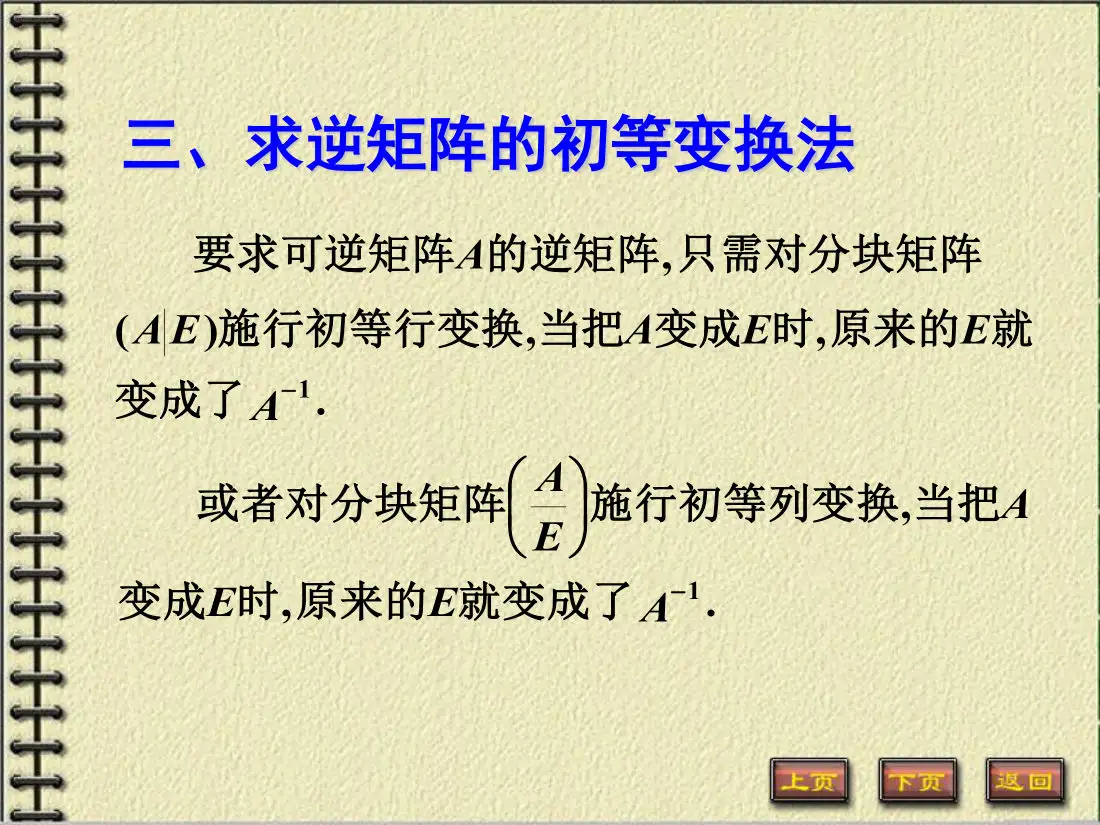 三、求逆矩阵的初等变换法
要求可逆矩阵A的逆矩阵,只需对分块矩阵
(A|E)施行初等行变换,当把A变成E时,原来的E就
变成了 A⁻¹.
或者对分块矩阵(A/E)施行初等列变换,当把A
变成E时,原来的E就变成了 A⁻¹.
上页 下页 返回